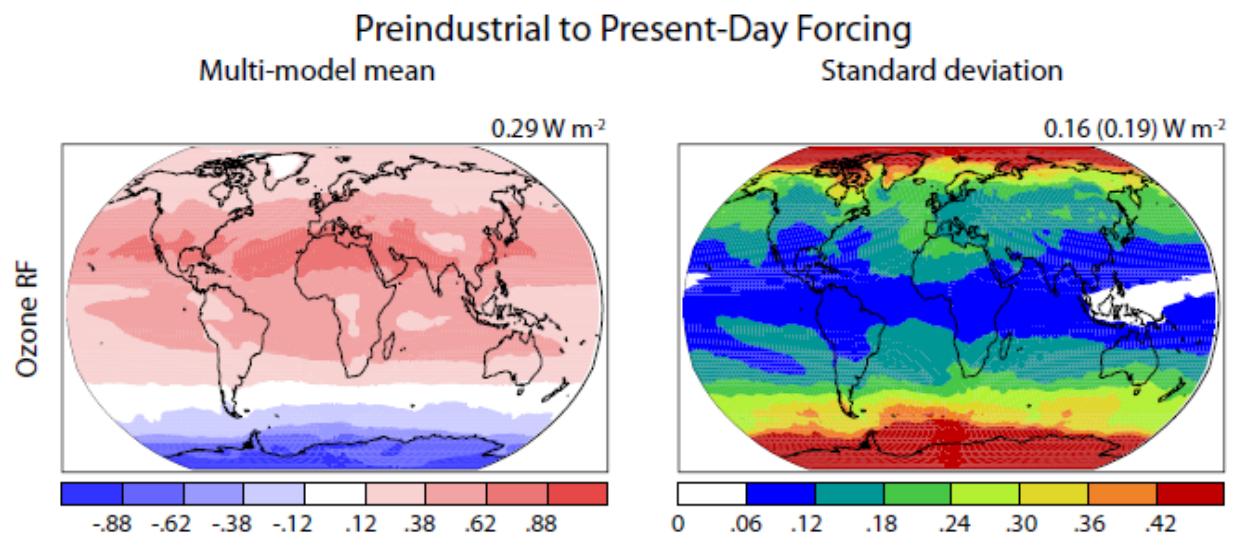 Preindustrial to Present-Day Forcing
Multi-model mean
Standard deviation
0.29 W m-2
0.16 (0.19) W m-2
Ozone RF
-.88 -.62 -.38 -.12 .12 .38 .62 .88
0 .06 .12 .18 .24 .30 .36 .42